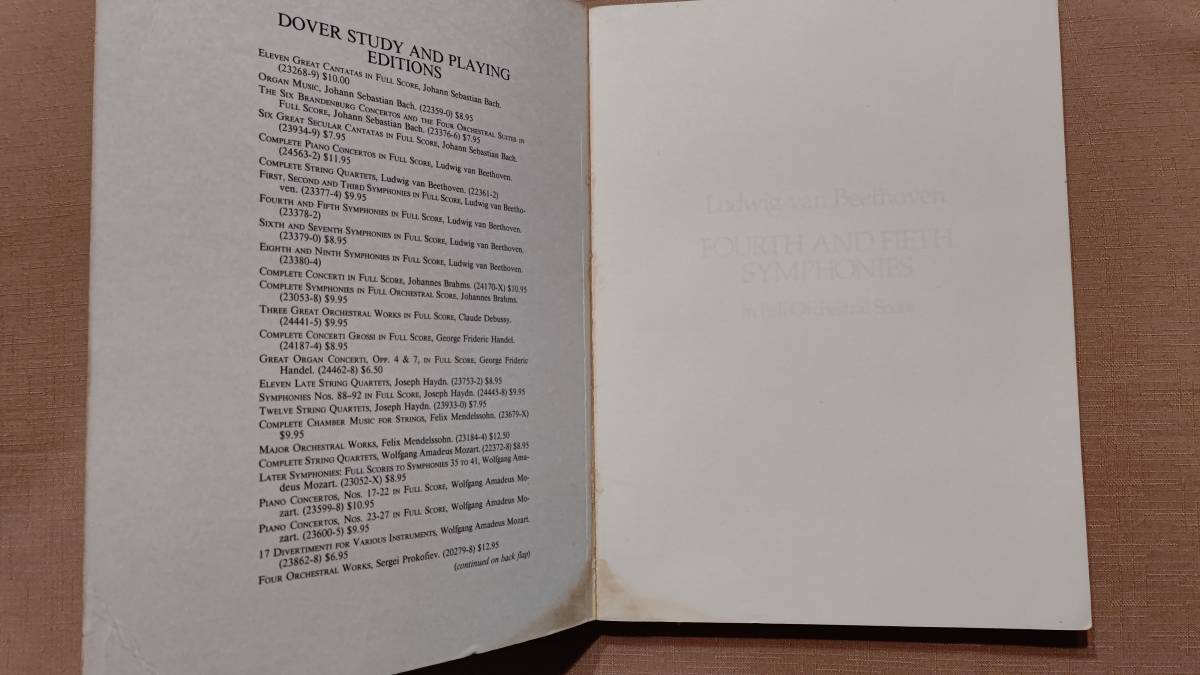 DOVER STUDY AND PLAYING
EDITIONS
ELEVEN GREAT CANTATAS IN FULL SCORE, Johann Sebastian Bach.
(23268-9) $10.00
ORGAN MUSIC, Johann Sebastian Bach. (22359-0) $8.95
THE SIX BRANDENBURG CONCERTOS AND THE FOUR ORCHESTRAL SUITES IN
FULL SCORE, Johann Sebastian Bach. (23376-6) $7.95
SIX GREAT SECULAR CANTATAS IN FULL SCORE, Johann Sebastian Bach.
(23934-9) $7.95
COMPLETE PIANO CONCERTOS IN FULL SCORE, Ludwig van Beethoven.
(24563-2) $11.95
COMPLETE STRING QUARTETS, Ludwig van Beethoven. (22361-2)
FIRST, SECOND AND THIRD SYMPHONIES IN FULL SCORE, Ludwig van Beetho-
ven. (23377-4) $9.95
FOURTH AND FIFTH SYMPHONIES IN FULL SCORE, Ludwig van Beethoven.
(23378-2)
SIXTH AND SEVENTH SYMPHONIES IN FULL SCORE, Ludwig van Beethoven.
(23379-0) $8.95
EIGHTH AND NINTH SYMPHONIES IN FULL SCORE, Ludwig van Beethoven.
(23380-4)
COMPLETE CONCERTI IN FULL SCORE, Johannes Brahms. (24170-X) $10.95
COMPLETE SYMPHONIES IN FULL ORCHESTRAL SCORE, Johannes Brahms.
(23053-8) $9.95
THREE GREAT ORCHESTRAL WORKS IN FULL SCORE, Claude Debussy.
(24441-5) $9.95
COMPLETE CONCERTI GROSSI IN FULL SCORE, George Frideric Handel.
(24187-4) $8.95
GREAT ORGAN CONCERTI, OPP. 4 & 7, IN FULL SCORE, George Frideric
Handel. (24462-8) $6.50
ELEVEN LATE STRING QUARTETS, Joseph Haydn. (23753-2) $8.95
SYMPHONIES NOS. 88–92 IN FULL SCORE, Joseph Haydn. (24445-8) $9.95
TWELVE STRING QUARTETS, Joseph Haydn. (23933-0) $7.95
COMPLETE CHAMBER MUSIC FOR STRINGS, Felix Mendelssohn. (23679-X)
$9.95
MAJOR ORCHESTRAL WORKS, Felix Mendelssohn. (23184-4) $12.50
COMPLETE STRING QUARTETS, Wolfgang Amadeus Mozart. (22372-8) $8.95
LATER SYMPHONIES: FULL SCORES TO SYMPHONIES 35 TO 41, Wolfgang Ama-
deus Mozart. (23052-X) $8.95
PIANO CONCERTOS, NOS. 17-22 IN FULL SCORE, Wolfgang Amadeus Mo-
zart. (23599-8) $10.95
PIANO CONCERTOS, NOS. 23-27 IN FULL SCORE, Wolfgang Amadeus Mo-
zart. (23600-5) $9.95
17 DIVERTIMENTI FOR VARIOUS INSTRUMENTS, Wolfgang Amadeus Mozart.
(23862-8) $6.95
FOUR ORCHESTRAL WORKS, Sergei Prokofiev. (20279-8) $12.95
(continued on back flap)
Ludwig van Beethoven
FOURTH AND FIFTH
SYMPHONIES
in Full Orchestral Score